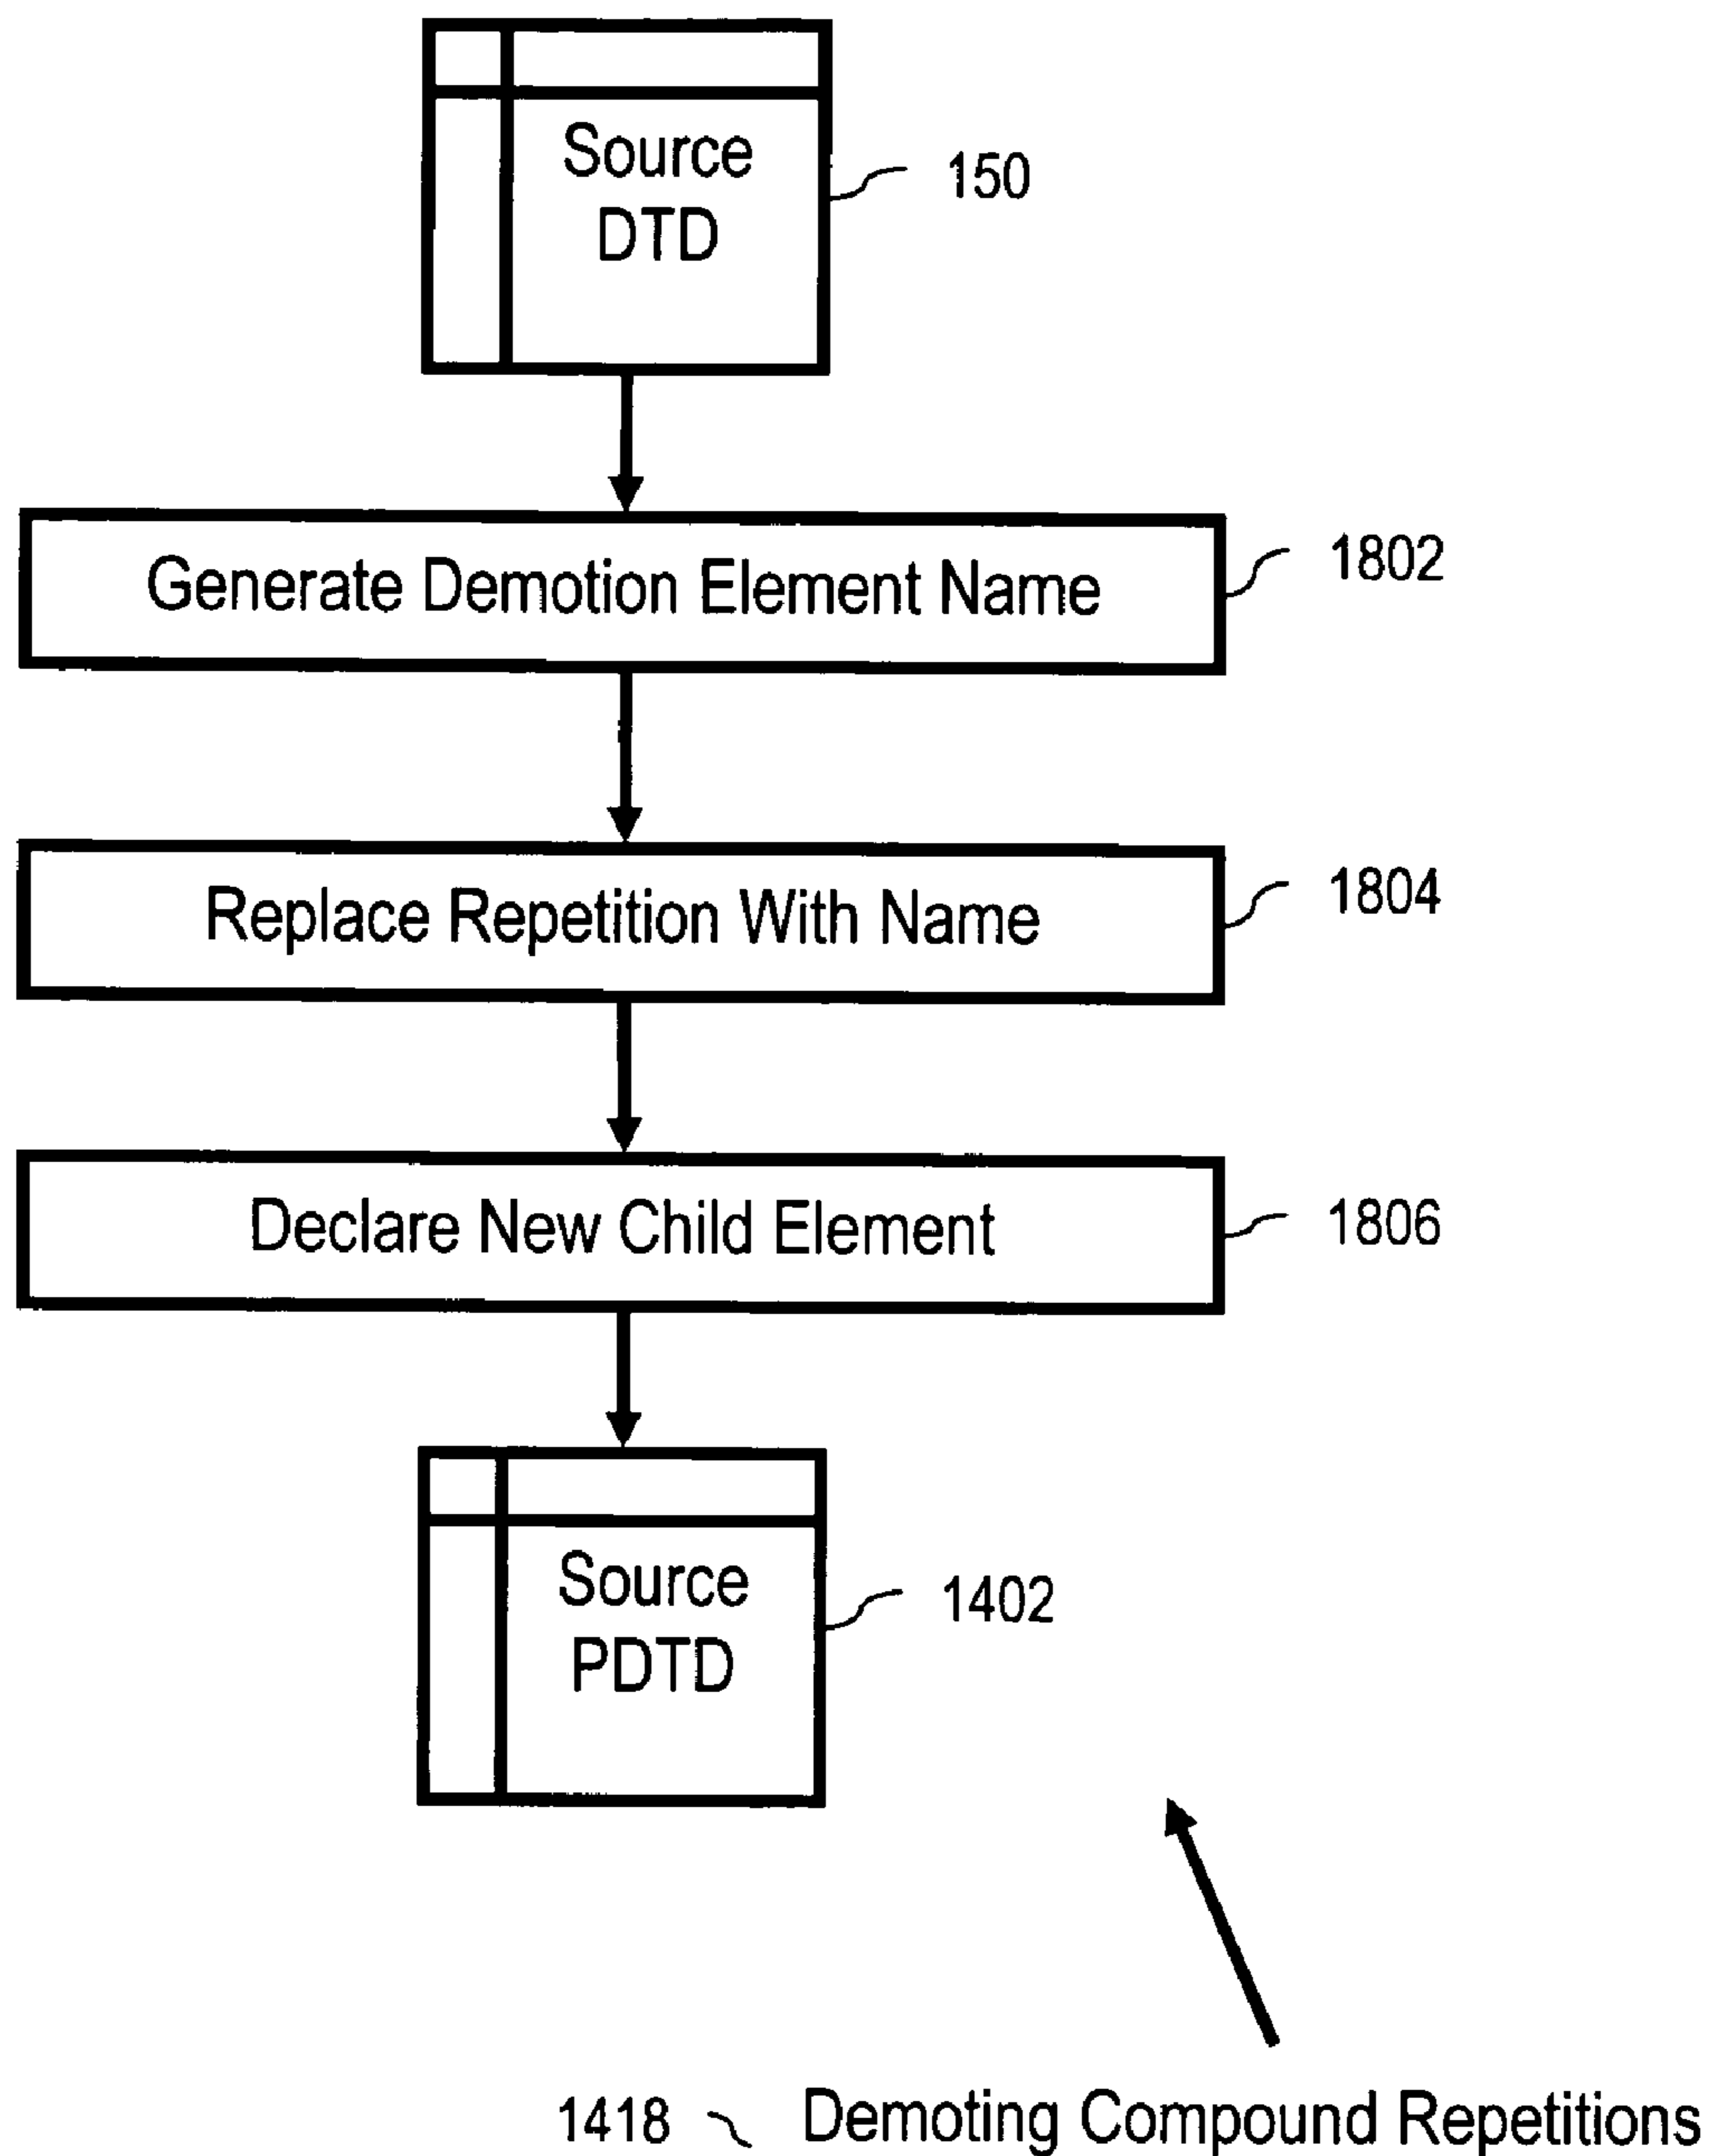 Source
DTD
150
Generate Demotion Element Name
1802
Replace Repetition With Name
1804
Declare New Child Element
1806
Source
PDTD
1402
1418 Demoting Compound Repetitions